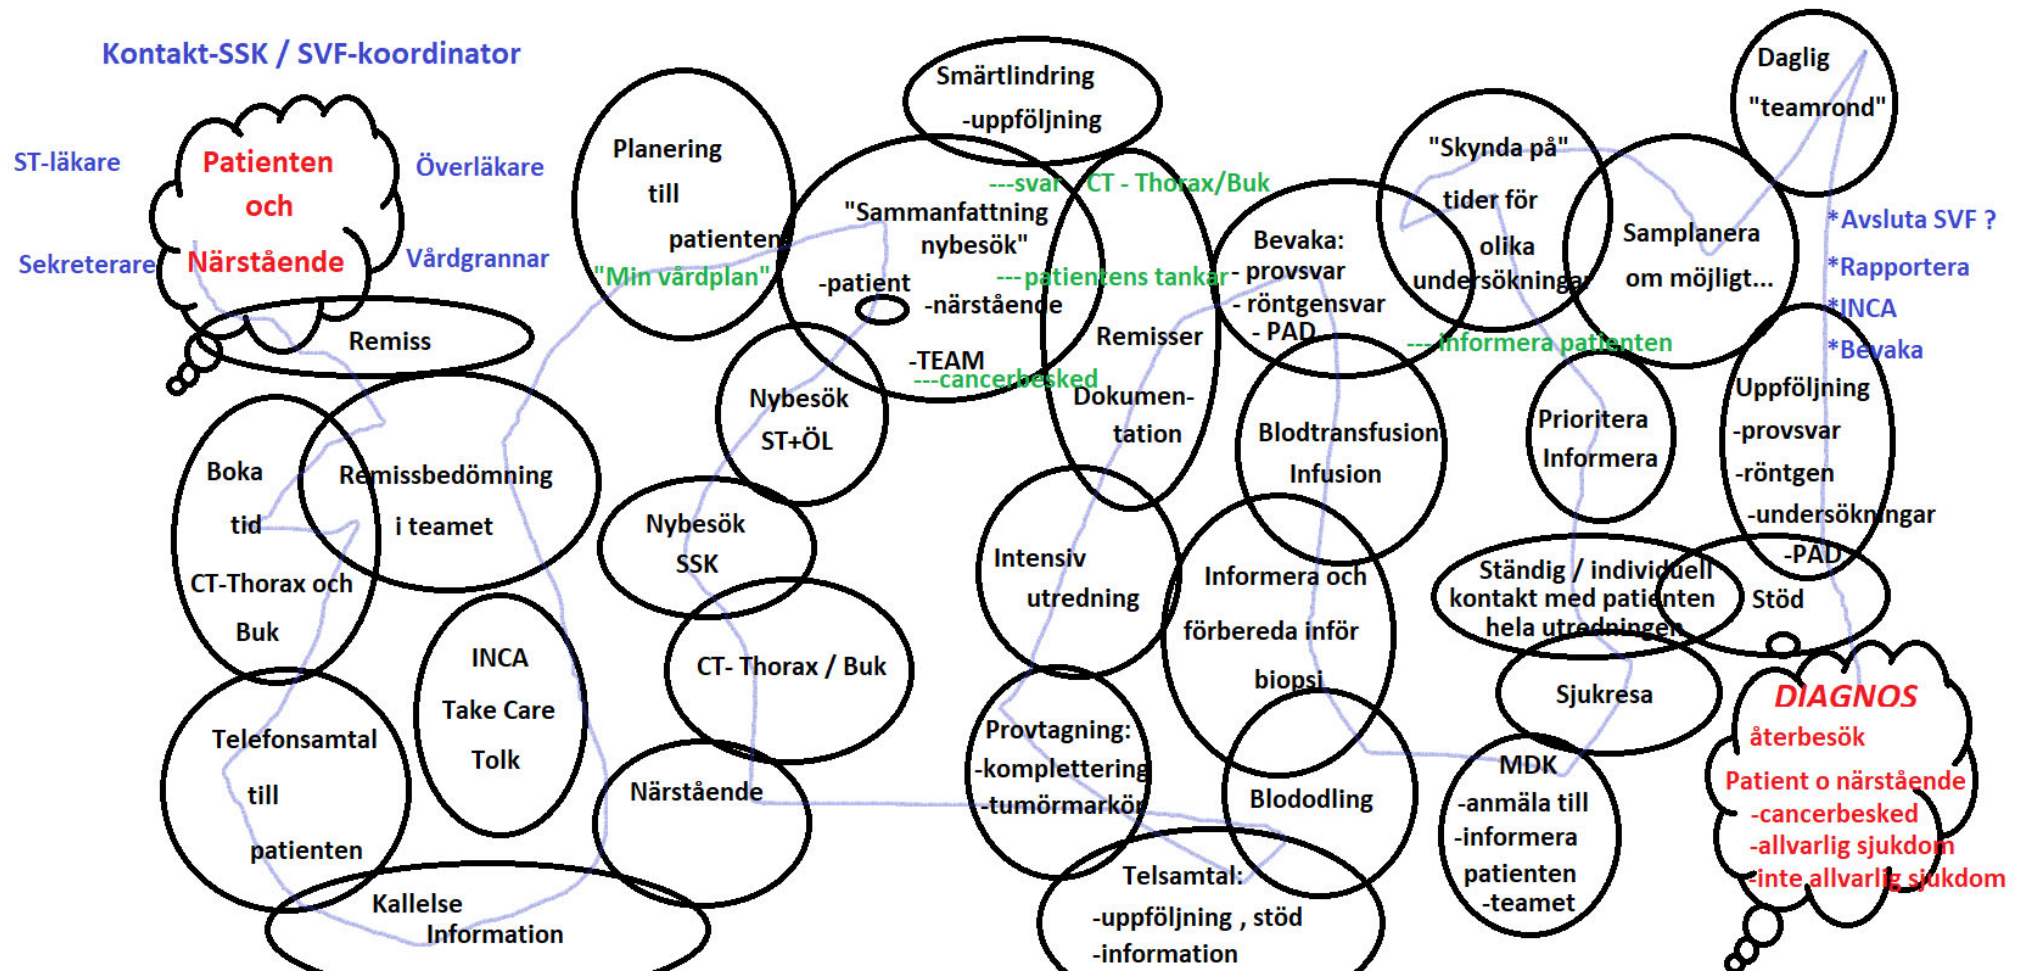 Kontakt-SSK / SVF-koordinator
ST-läkare
Patienten
och
Närstående
Överläkare
Sekreterare
Vårdgrannar
Remiss
Boka
tid
CT-Thorax och
Buk
Remissbedömning
i teamet
Telefonsamtal
till
patienten
INCA
Take Care
Tolk
Kallelse
Information
Planering
till
patienten
"Min vårdplan"
Smärtlindring
-uppföljning
"Sammanfattning
nybesök"
-patient
-närstående
-TEAM
---svar CT - Thorax/Buk
---patientens tankar
---cancerbesked
Nybesök
ST+ÖL
Nybesök
SSK
CT- Thorax / Buk
Närstående
Remisser
Dokumen-
tation
Intensiv
utredning
Provtagning:
-komplettering
-tumörmarkör
Telsamtal:
-uppföljning , stöd
-information
Bevaka:
- provsvar
- röntgensvar
- PAD
Blodtransfusion
Infusion
Informera och
förbereda inför
biopsi
Blododling
"Skynda på"
tider för
olika
undersökningar
--- informera patienten
Samplanera
om möjligt...
Daglig
"teamrond"
*Avsluta SVF ?
*Rapportera
*INCA
*Bevaka
Prioritera
Informera
Uppföljning
-provsvar
-röntgen
-undersökningar
-PAD
Ständig / individuell
kontakt med patienten
hela utredningen
Stöd
Sjukresa
MDK
-anmäla till
-informera
patienten
-teamet
DIAGNOS
återbesök
Patient o närstående
-cancerbesked
-allvarlig sjukdom
-inte allvarlig sjukdom